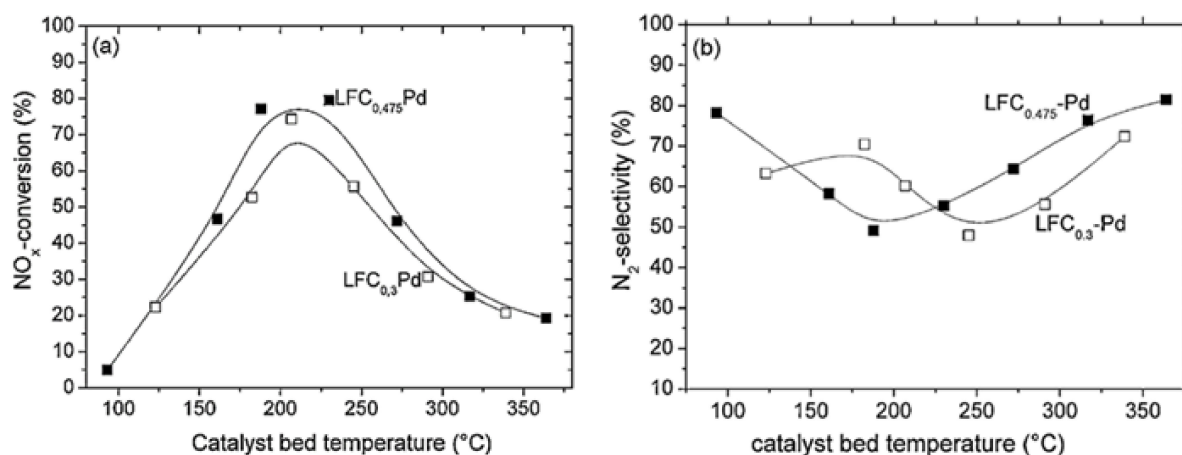 (a)
100
90
80
70
60
50
40
30
20
10
0
NOₓ-conversion (%)
LFC₀,₄₇₅Pd
LFC₀,₃Pd
100 150 200 250 300 350
Catalyst bed temperature (°C)
(b)
100
90
80
70
60
50
40
30
20
10
N₂-selectivity (%)
LFC₀.₄₇₅-Pd
LFC₀.₃-Pd
100 150 200 250 300 350
catalyst bed temperature (°C)